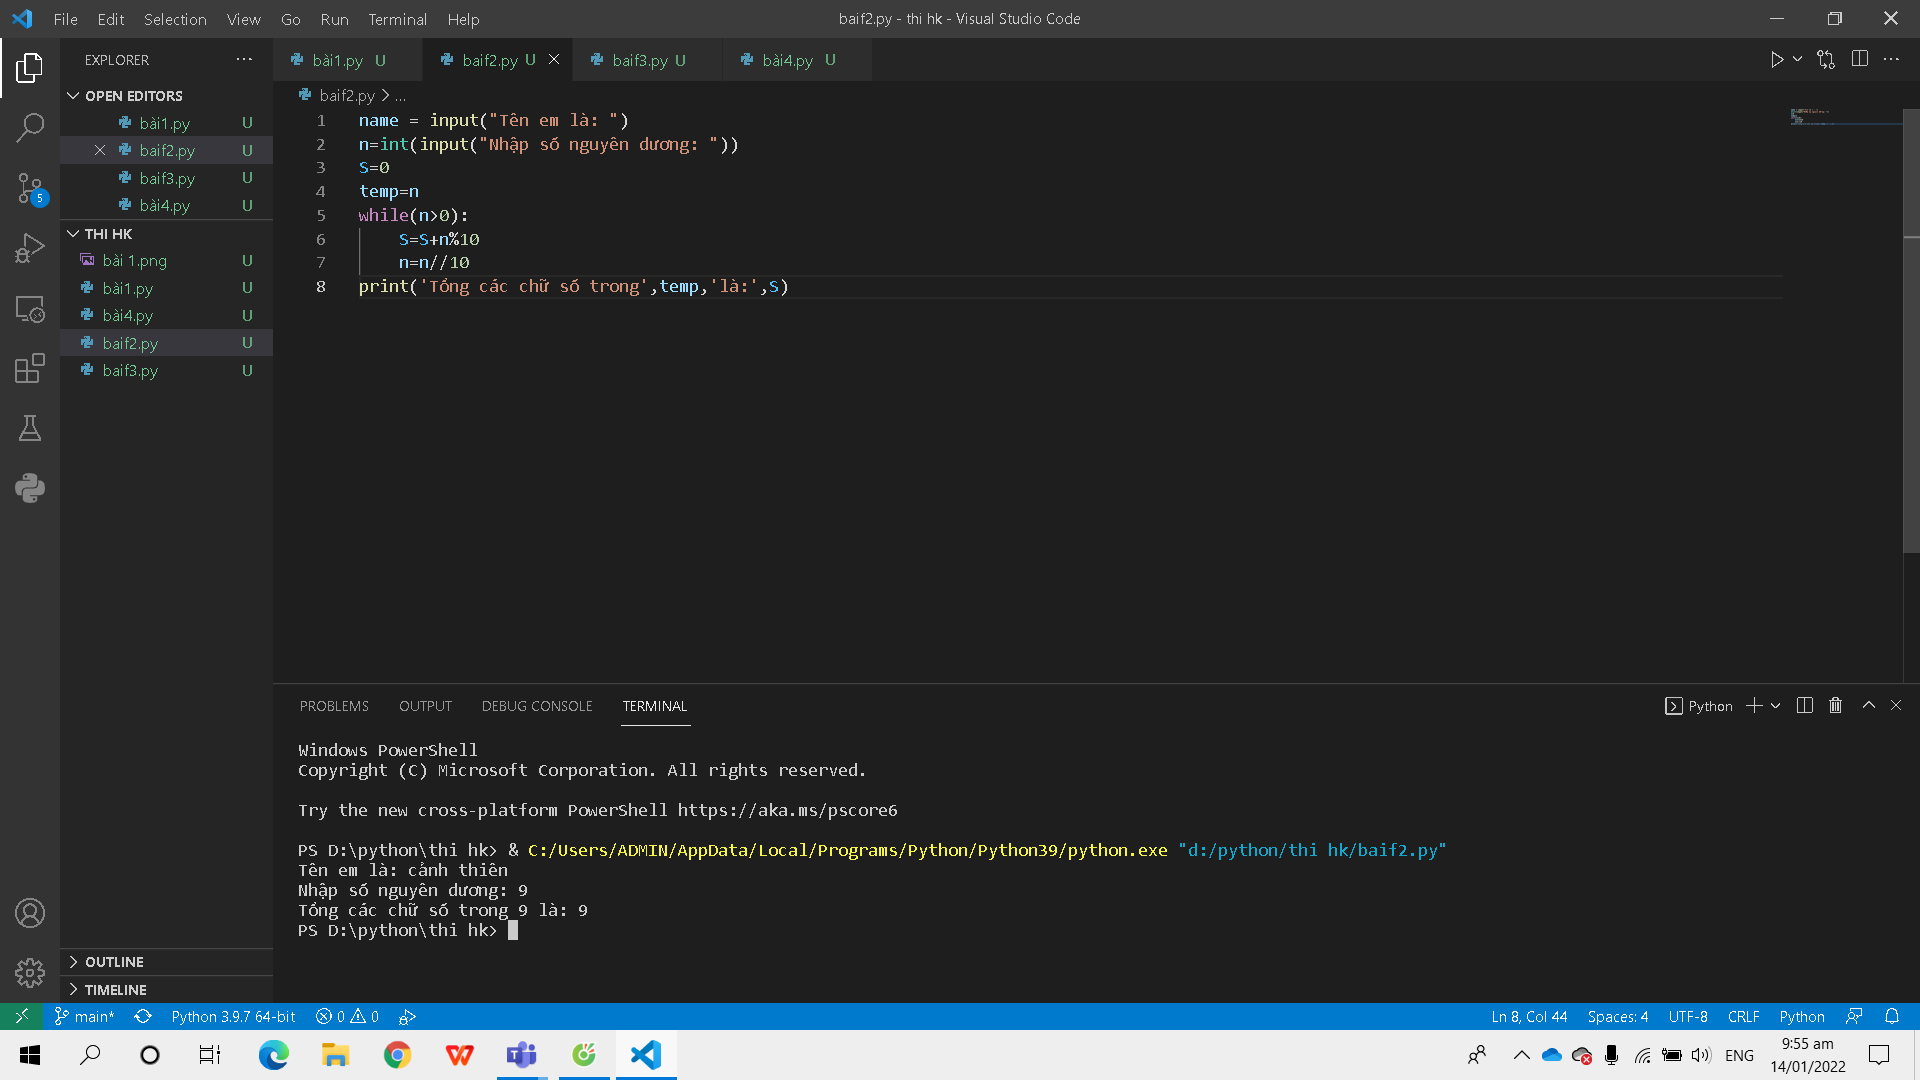 File Edit Selection View Go Run Terminal Help
baif2.py - thi hk - Visual Studio Code
EXPLORER
OPEN EDITORS
bài1.py U
baif2.py U
baif3.py U
bài4.py U
5
THI HK
bài 1.png U
bài1.py U
bài4.py U
baif2.py U
baif3.py U
OUTLINE
TIMELINE
bài1.py U baif2.py U baif3.py U bài4.py U
baif2.py > ...
1 name = input("Tên em là: ")
2 n=int(input("Nhập số nguyên dương: "))
3 S=0
4 temp=n
5 while(n>0):
6 S=S+n%10
7 n=n//10
8 print('Tổng các chữ số trong',temp,'là:',S)
PROBLEMS OUTPUT DEBUG CONSOLE TERMINAL
Python
Windows PowerShell
Copyright (C) Microsoft Corporation. All rights reserved.
Try the new cross-platform PowerShell https://aka.ms/pscore6
PS D:\python\thi hk> & C:/Users/ADMIN/AppData/Local/Programs/Python/Python39/python.exe "d:/python/thi hk/baif2.py"
Tên em là: cảnh thiên
Nhập số nguyên dương: 9
Tổng các chữ số trong 9 là: 9
PS D:\python\thi hk>
main* Python 3.9.7 64-bit 0 0
Ln 8, Col 44 Spaces: 4 UTF-8 CRLF Python
ENG
9:55 am
14/01/2022